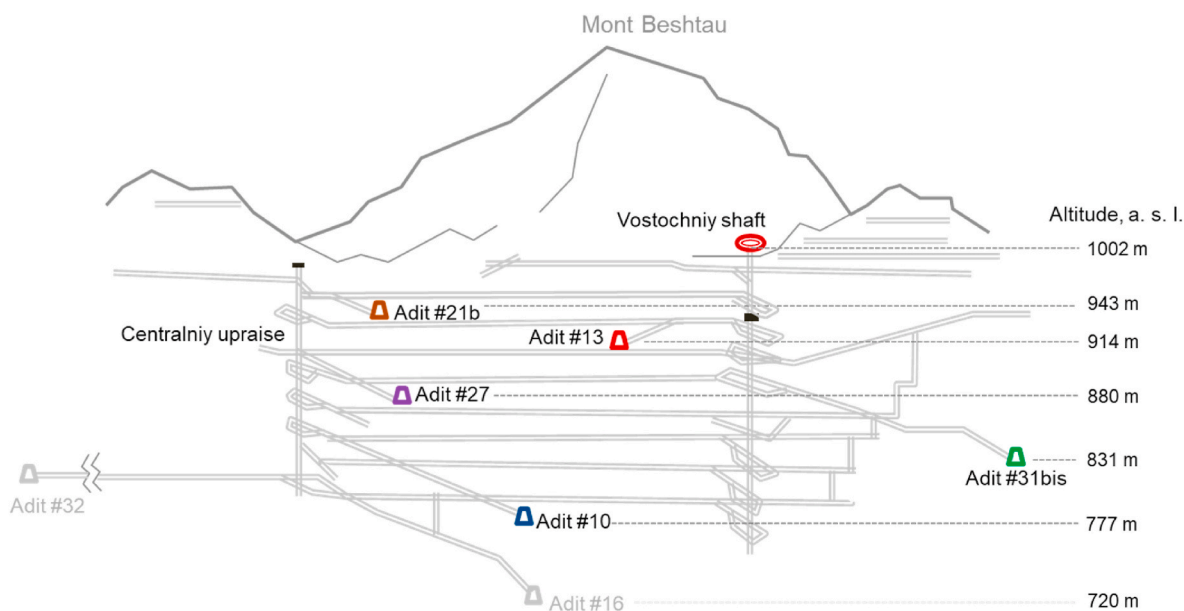 Mont Beshtau
Vostochniy shaft
Altitude, a. s. l.
1002 m
Adit #21b
943 m
Centralniy upraise
Adit #13
914 m
Adit #27
880 m
831 m
Adit #31bis
Adit #32
Adit #10
777 m
Adit #16
720 m